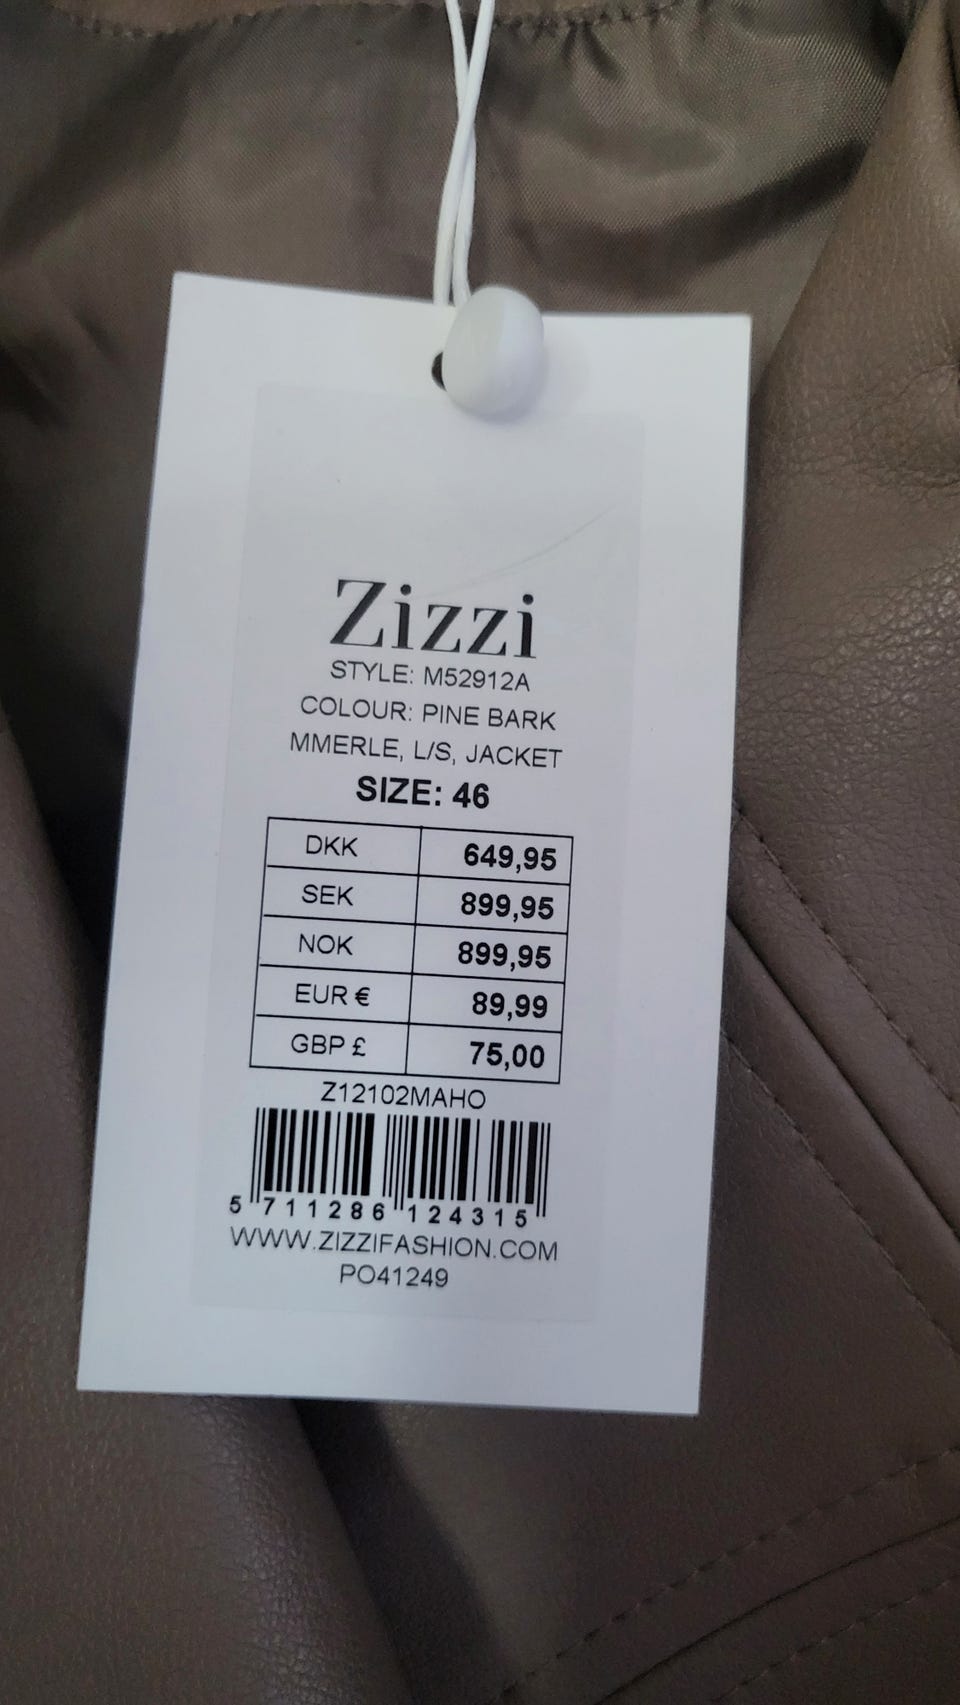 Zizzi
STYLE: M52912A
COLOUR: PINE BARK
MMERLE, L/S, JACKET
SIZE: 46
DKK 649,95
SEK 899,95
NOK 899,95
EUR € 89,99
GBP £ 75,00
Z12102MAHO
5 711286 124315
WWW.ZIZZIFASHION.COM
PO41249